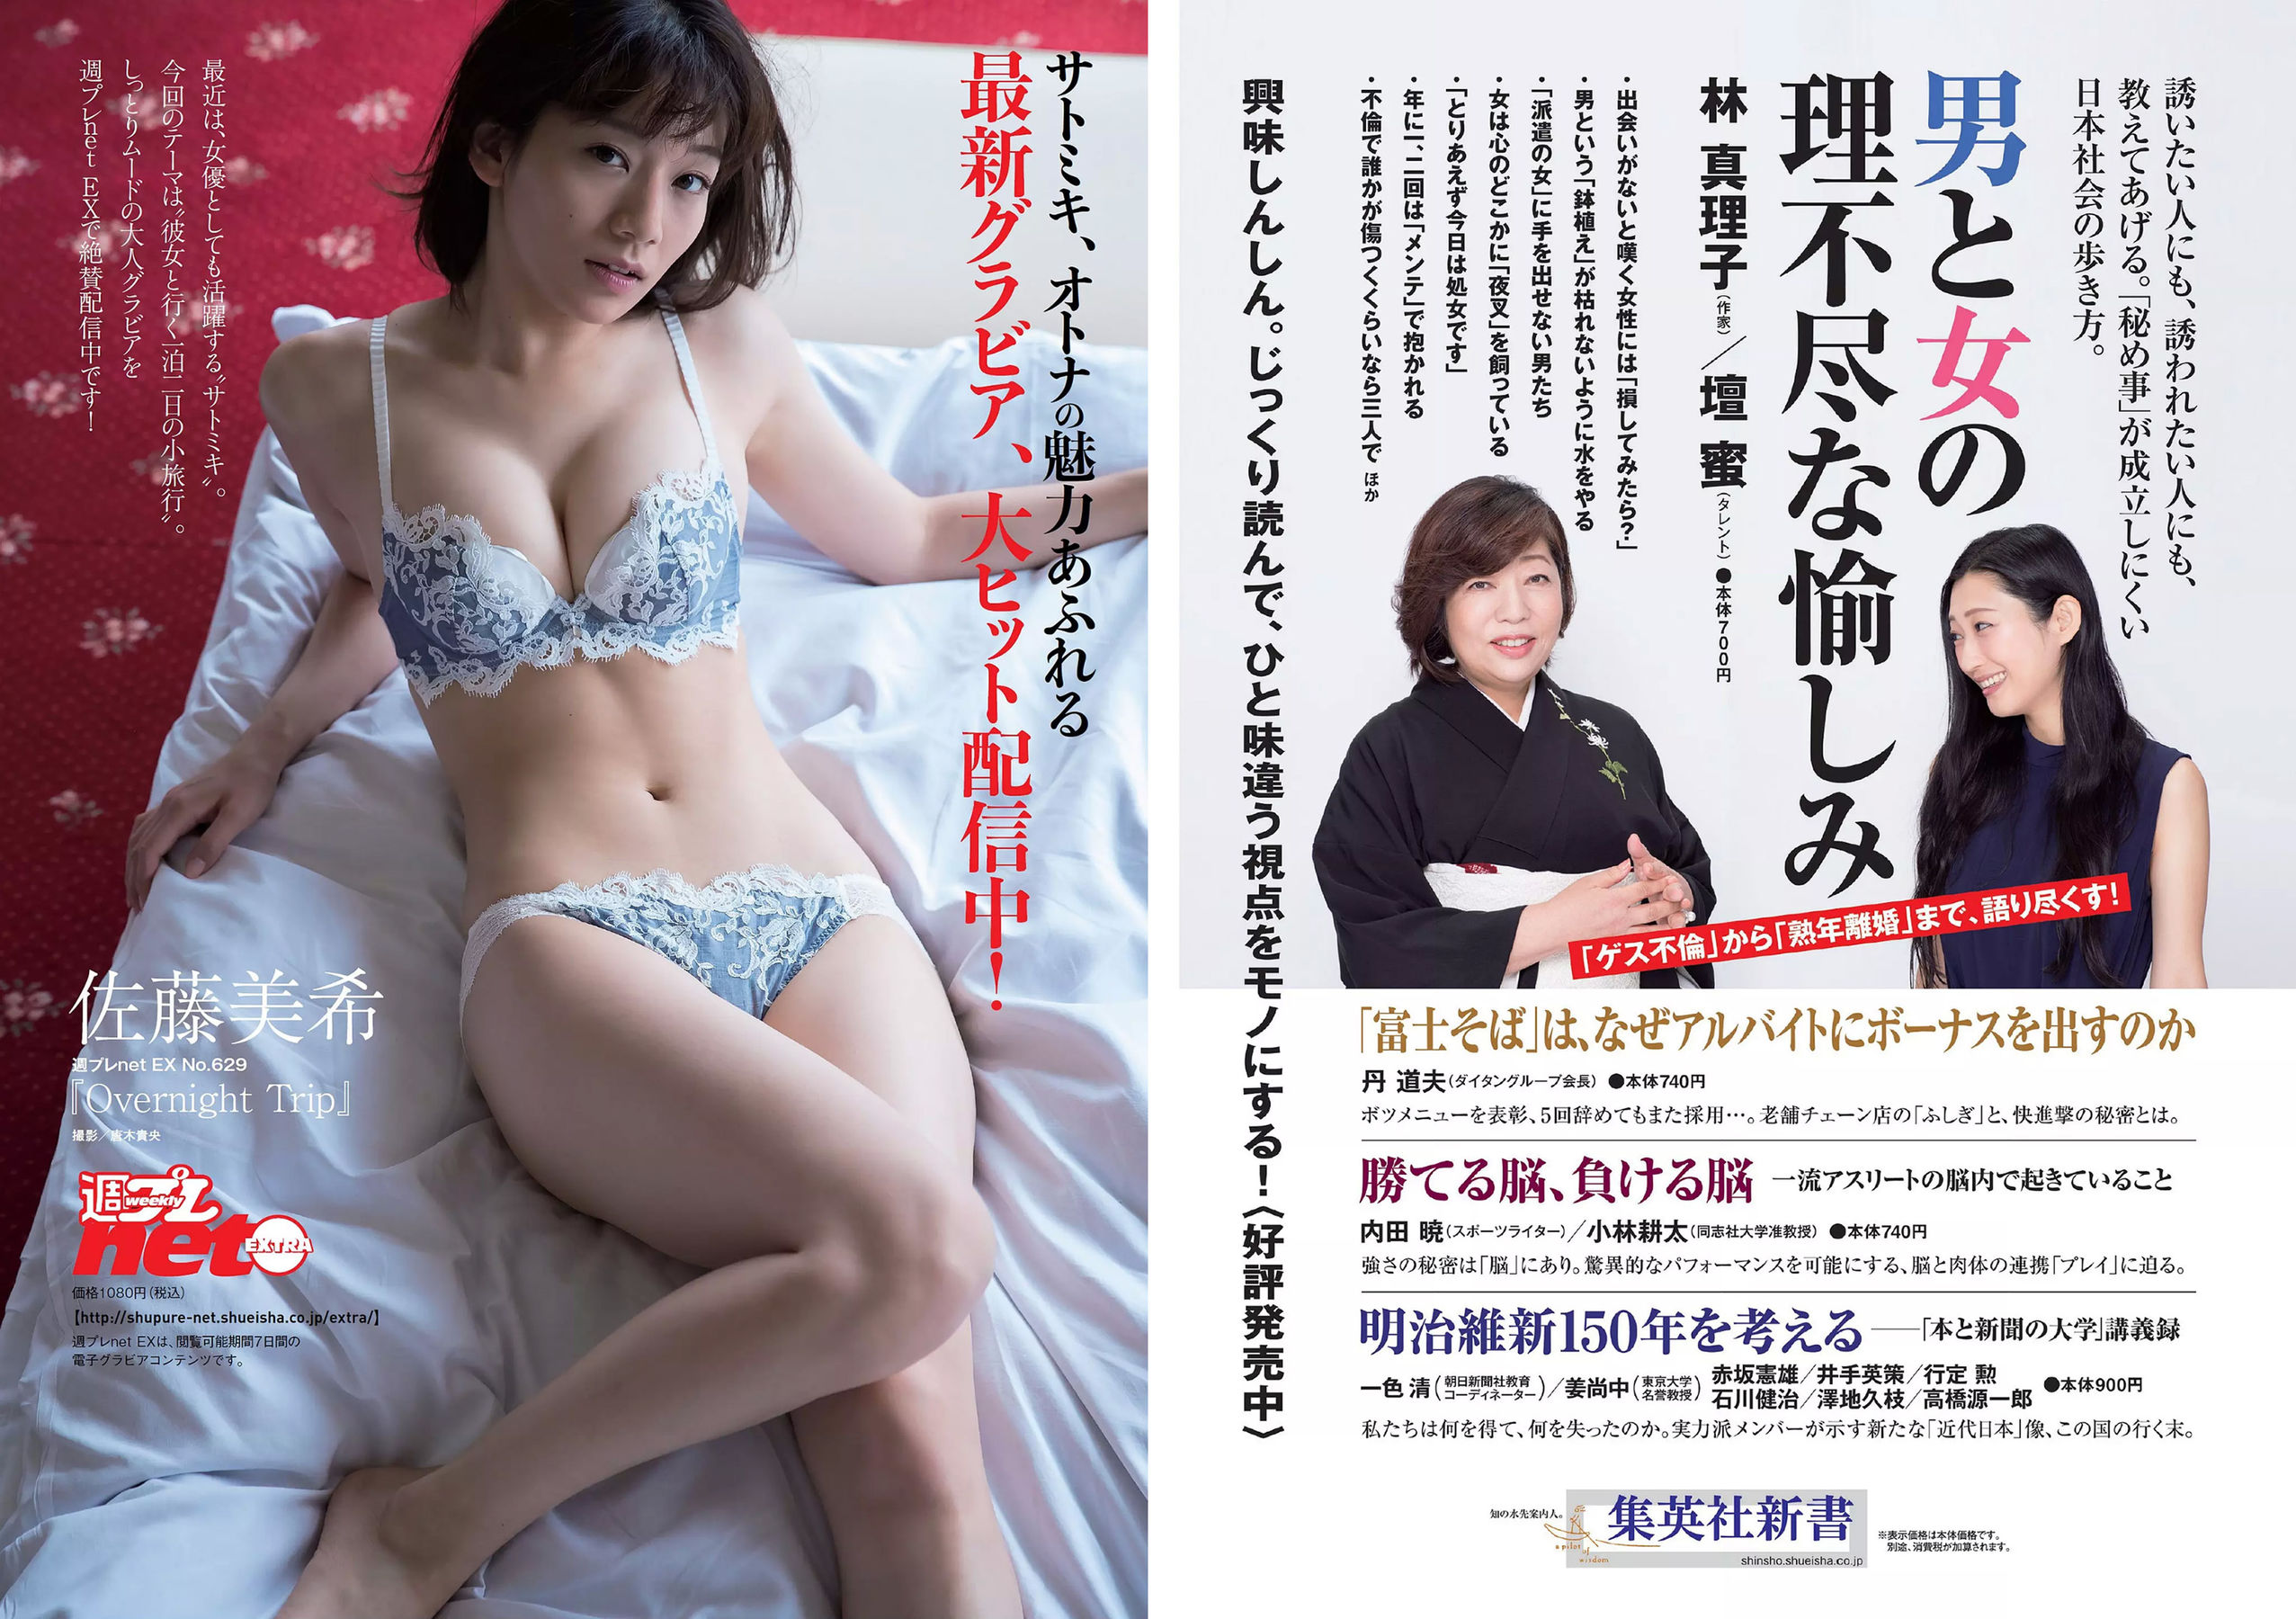 サトミキ、オトナの魅力あふれる
最新グラビア、大ヒット配信中！
最近は、女優としても活躍する〝サトミキ〟。
今回のテーマは〝彼女と行く一泊二日の小旅行〟。
しっとりムードの大人グラビアを
週プレnet EXで絶賛配信中です！
佐藤美希
週プレnet EX No.629
『Overnight Trip』
撮影／唐木貴央
週プレ
weekly
net
EXTRA
価格1080円（税込）
【http://shupure-net.shueisha.co.jp/extra/】
週プレnet EXは、閲覧可能期間7日間の
電子グラビアコンテンツです。
誘いたい人にも、誘われたい人にも、
教えてあげる。「秘め事」が成立しにくい
日本社会の歩き方。
男と女の
理不尽な愉しみ
林 真理子（作家）／壇 蜜（タレント）●本体700円
・出会いがないと嘆く女性には「損してみたら？」
・男という「鉢植え」が枯れないように水をやる
・「派遣の女」に手を出せない男たち
・女は心のどこかに「夜叉」を飼っている
・「とりあえず今日は処女です」
・年に一、二回は「メンテ」で抱かれる
・不倫で誰かが傷つくくらいなら三人で ほか
「ゲス不倫」から「熟年離婚」まで、語り尽くす！
興味しんしん。じっくり読んで、ひと味違う視点をモノにする！〈好評発売中〉
「富士そば」は、なぜアルバイトにボーナスを出すのか
丹 道夫（ダイタングループ会長） ●本体740円
ボツメニューを表彰、5回辞めてもまた採用…。老舗チェーン店の「ふしぎ」と、快進撃の秘密とは。
勝てる脳、負ける脳 一流アスリートの脳内で起きていること
内田 暁（スポーツライター）／小林耕太（同志社大学准教授） ●本体740円
強さの秘密は「脳」にあり。驚異的なパフォーマンスを可能にする、脳と肉体の連携「プレイ」に迫る。
明治維新150年を考える ——「本と新聞の大学」講義録
一色 清（朝日新聞社教育コーディネーター）／姜尚中（東京大学名誉教授）
赤坂憲雄／井手英策／行定 勲
石川健治／澤地久枝／高橋源一郎 ●本体900円
私たちは何を得て、何を失ったのか。実力派メンバーが示す新たな「近代日本」像、この国の行く末。
知の水先案内人。
a pilot of wisdom
集英社新書
shinsho.shueisha.co.jp
※表示価格は本体価格です。
別途、消費税が加算されます。